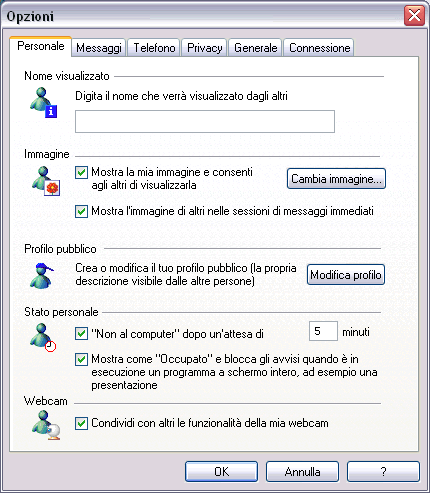 Opzioni
Personale Messaggi Telefono Privacy Generale Connessione
Nome visualizzato
Digita il nome che verrà visualizzato dagli altri
Immagine
Mostra la mia immagine e consenti
agli altri di visualizzarla
Cambia immagine...
Mostra l'immagine di altri nelle sessioni di messaggi immediati
Profilo pubblico
Crea o modifica il tuo profilo pubblico (la propria
descrizione visibile dalle altre persone)
Modifica profilo
Stato personale
"Non al computer" dopo un'attesa di 5 minuti
Mostra come "Occupato" e blocca gli avvisi quando è in
esecuzione un programma a schermo intero, ad esempio una
presentazione
Webcam
Condividi con altri le funzionalità della mia webcam
OK Annulla ?